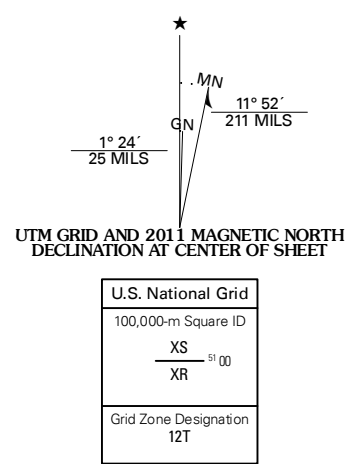 ★
MN
GN
11° 52´
211 MILS
1° 24´
25 MILS
UTM GRID AND 2011 MAGNETIC NORTH
DECLINATION AT CENTER OF SHEET
U.S. National Grid
100,000-m Square ID
XS
51 00
XR
Grid Zone Designation
12T